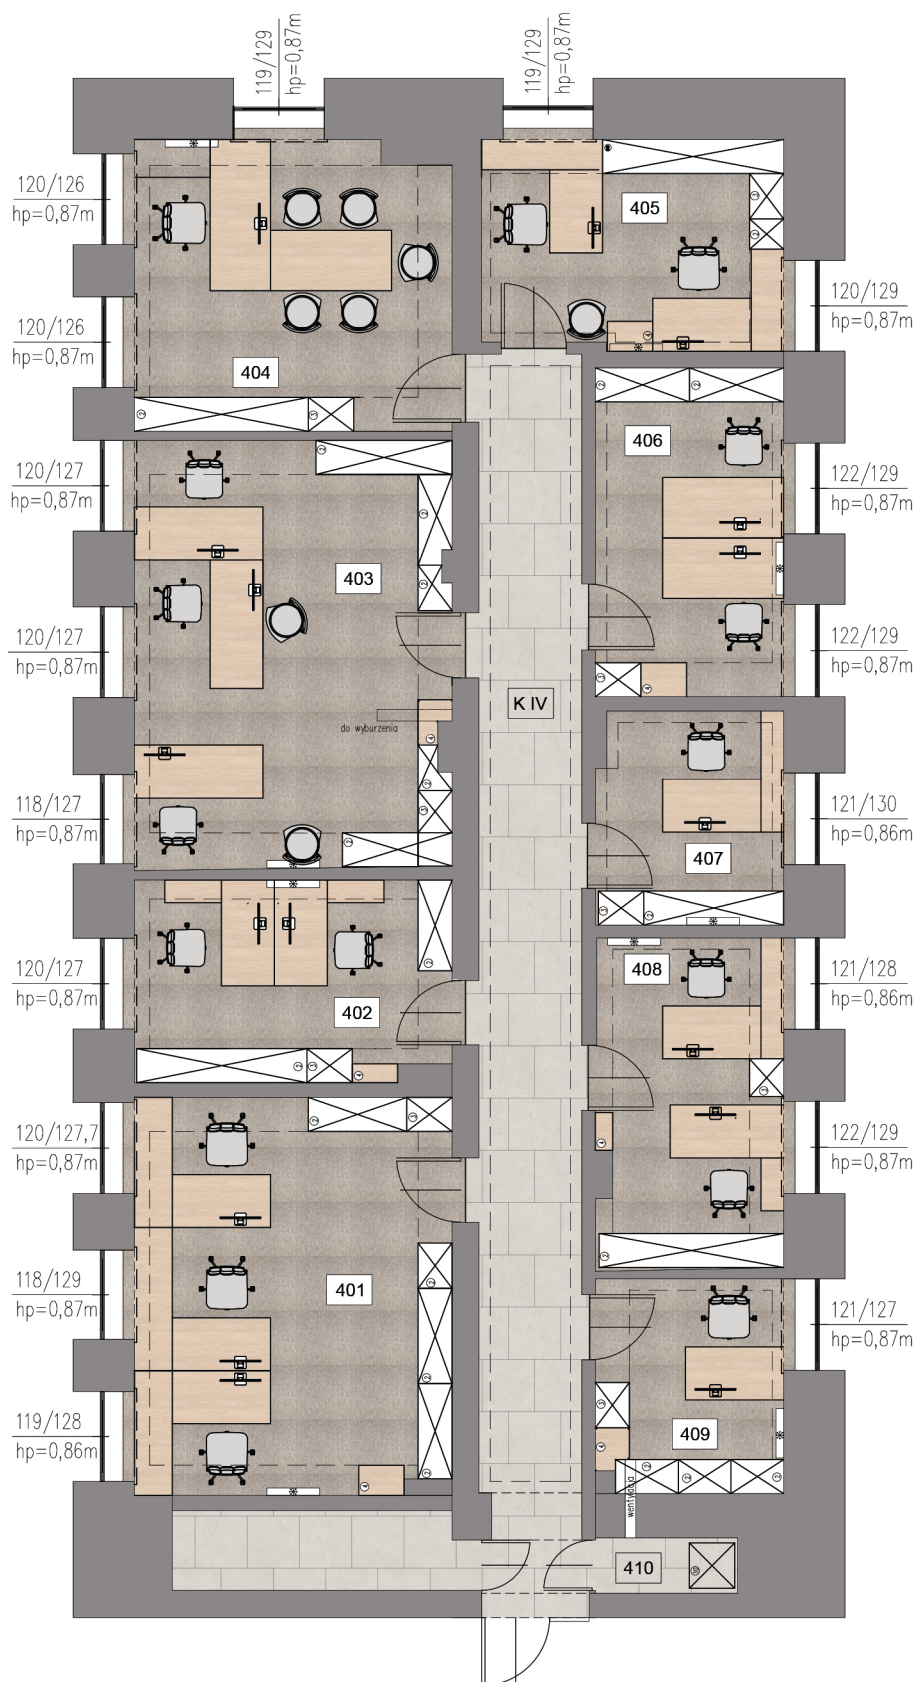 119/129
hp=0,87m
119/129
hp=0,87m
120/126
hp=0,87m
405
120/129
hp=0,87m
120/126
hp=0,87m
404
406
120/127
hp=0,87m
122/129
hp=0,87m
403
120/127
hp=0,87m
122/129
hp=0,87m
K IV
do wyburzenia
118/127
hp=0,87m
121/130
hp=0,86m
407
408
120/127
hp=0,87m
121/128
hp=0,86m
402
120/127,7
hp=0,87m
122/129
hp=0,87m
401
118/129
hp=0,87m
121/127
hp=0,87m
119/128
hp=0,86m
409
410